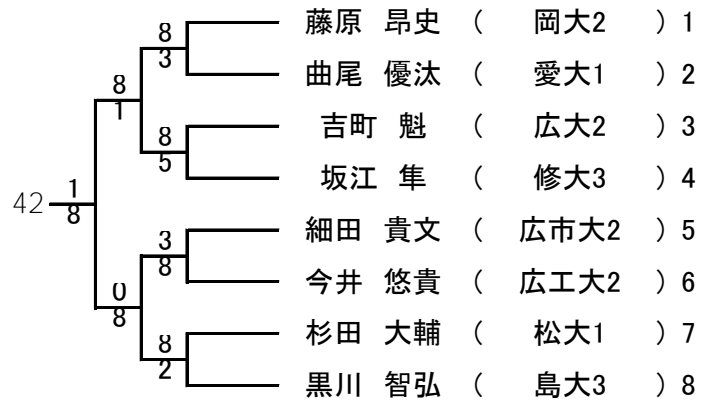 8
藤原 昂史 ( 岡大2 ) 1
3
曲尾 優汰 ( 愛大1 ) 2
8
1
8
吉町 魁 ( 広大2 ) 3
5
坂江 隼 ( 修大3 ) 4
42
1
8
3
細田 貴文 ( 広市大2 ) 5
8
今井 悠貴 ( 広工大2 ) 6
0
8
8
杉田 大輔 ( 松大1 ) 7
2
黒川 智弘 ( 島大3 ) 8